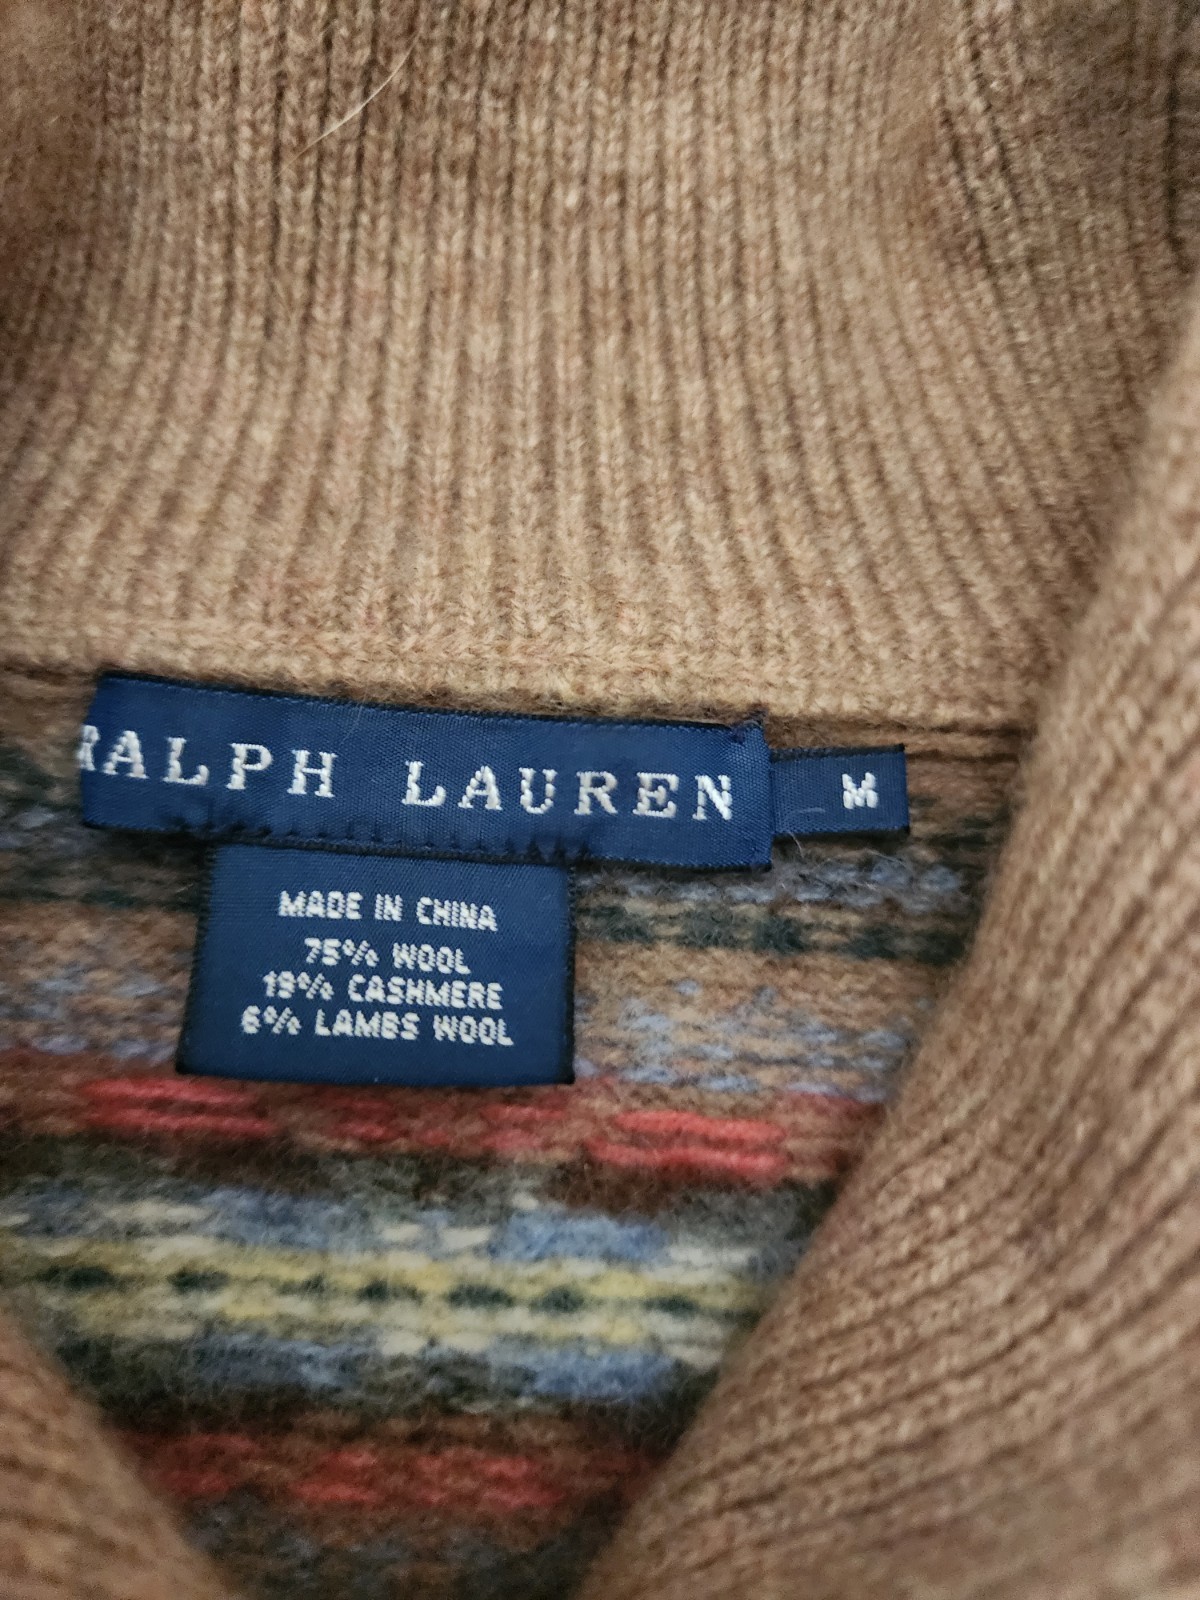 RALPH LAUREN
M
MADE IN CHINA
75% WOOL
19% CASHMERE
6% LAMBS WOOL